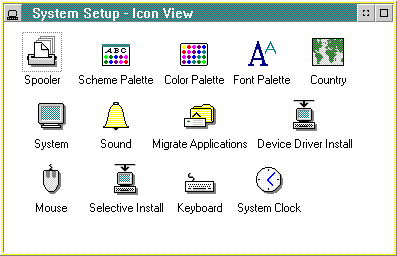 System Setup - Icon View
Spooler
ABC
Scheme Palette
Color Palette
AA
Font Palette
Country
System
Sound
Migrate Applications
Device Driver Install
Mouse
Selective Install
Keyboard
System Clock